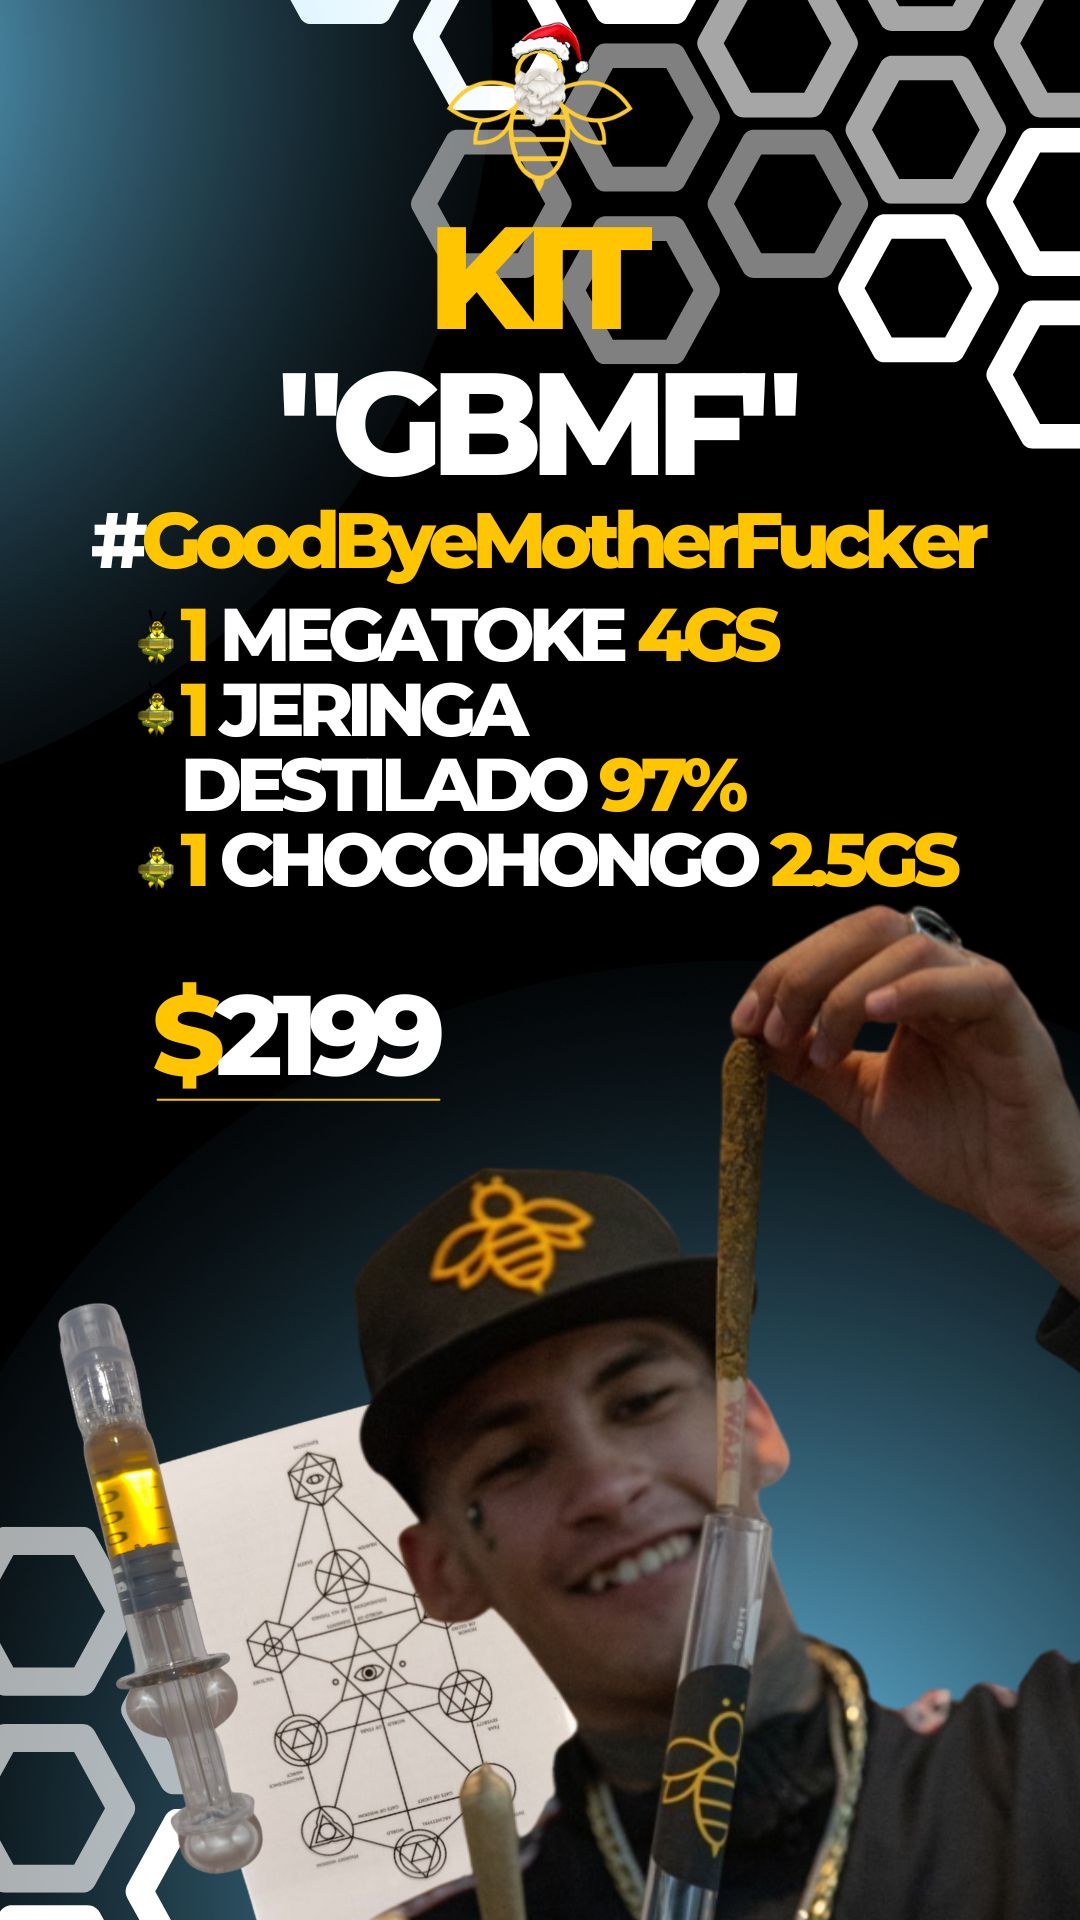 KIT
"GBMF"
#GoodByeMotherFucker
1 MEGATOKE 4GS
1 JERINGA
DESTILADO 97%
1 CHOCOHONGO 2.5GS
$2199